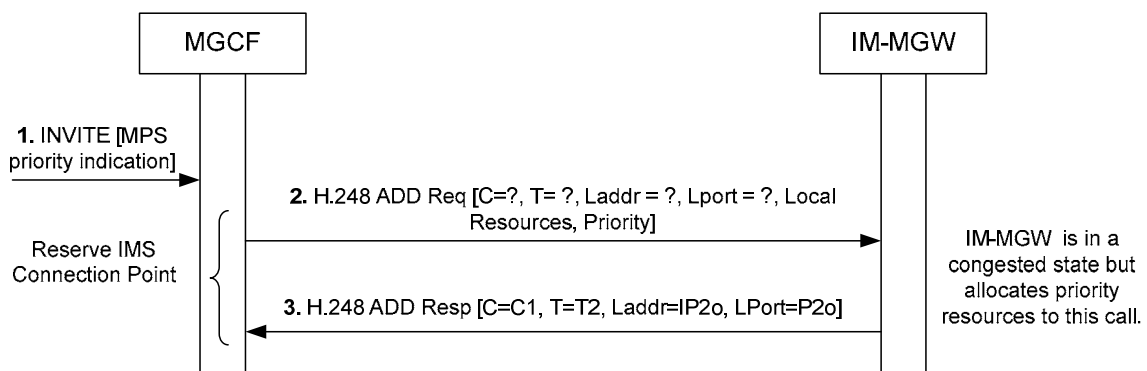 MGCF
IM-MGW
1. INVITE [MPS
priority indication]
2. H.248 ADD Req [C=?, T= ?, Laddr = ?, Lport = ?, Local
Resources, Priority]
Reserve IMS
Connection Point
IM-MGW is in a
congested state but
allocates priority
resources to this call.
3. H.248 ADD Resp [C=C1, T=T2, Laddr=IP2o, LPort=P2o]